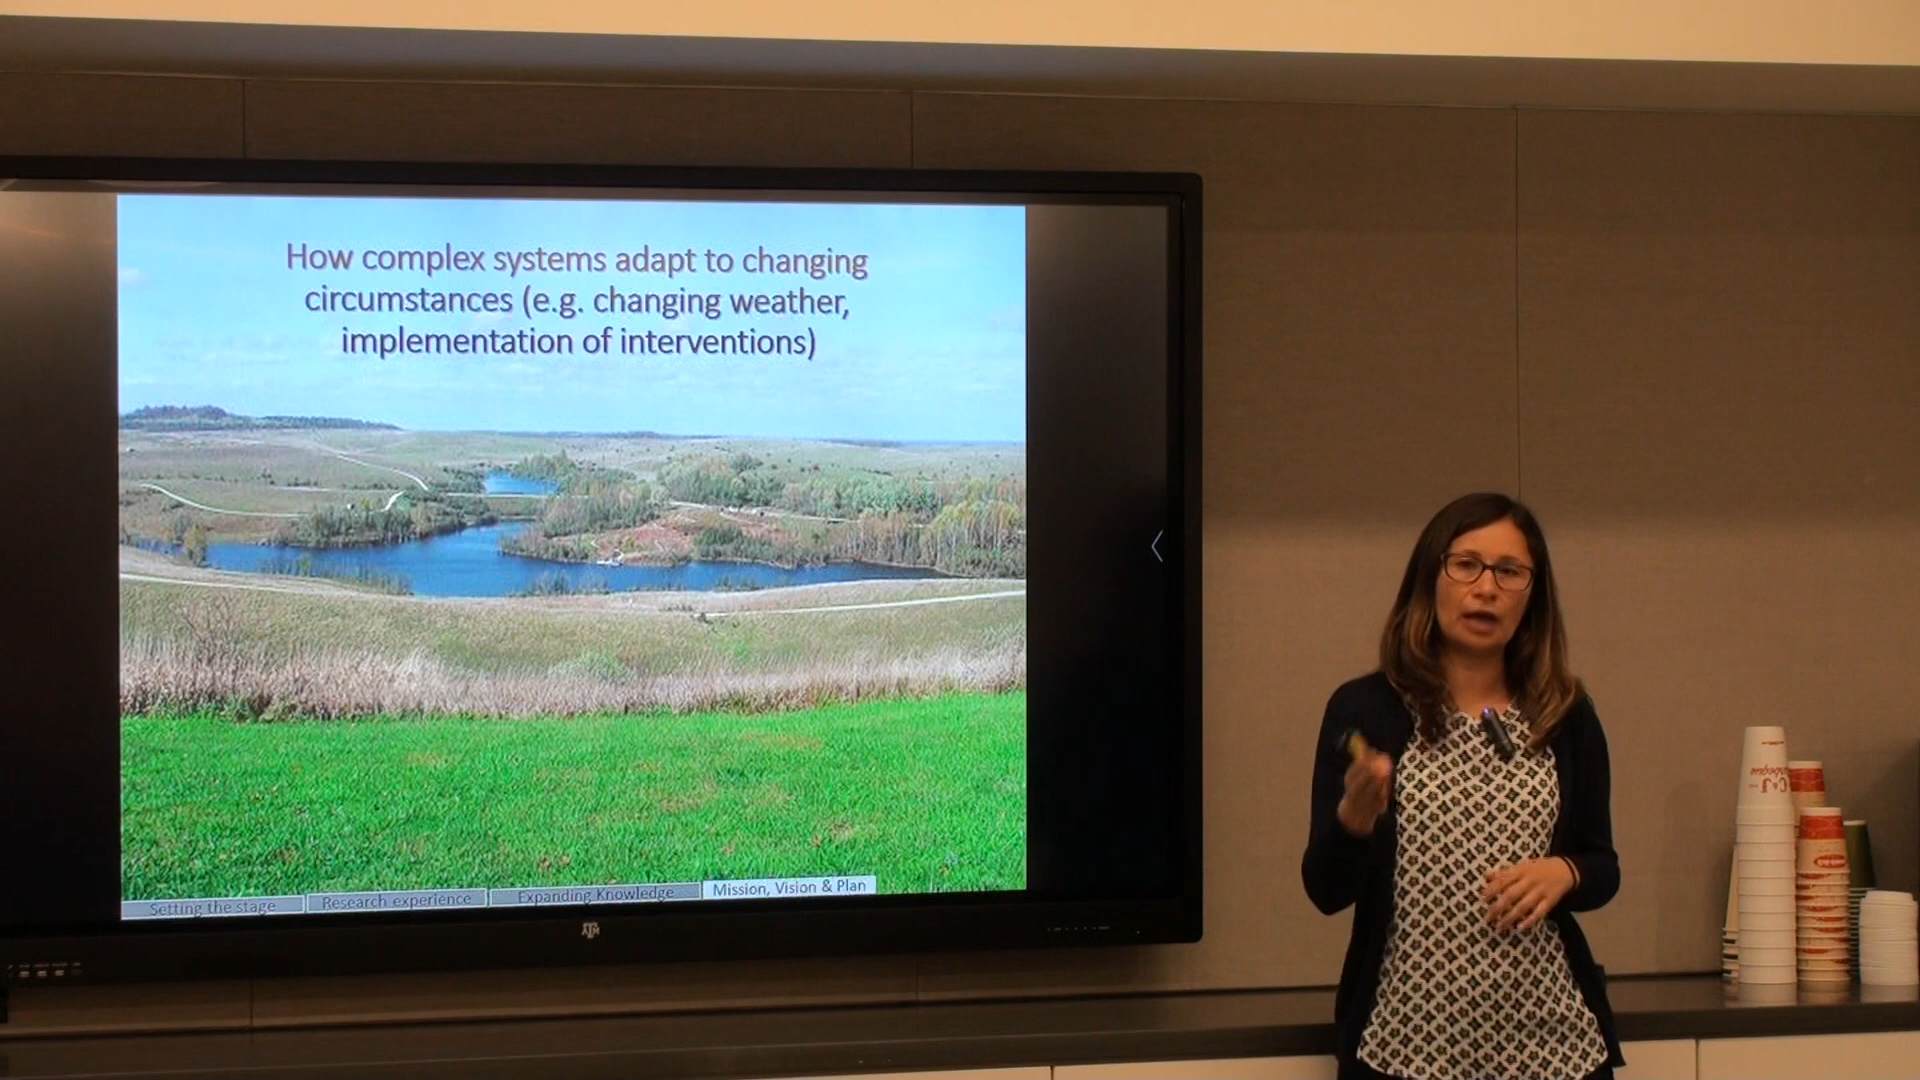 How complex systems adapt to changing
circumstances (e.g. changing weather,
implementation of interventions)
Setting the stage
Research experience
Expanding Knowledge
Mission, Vision & Plan
ATM
C&J